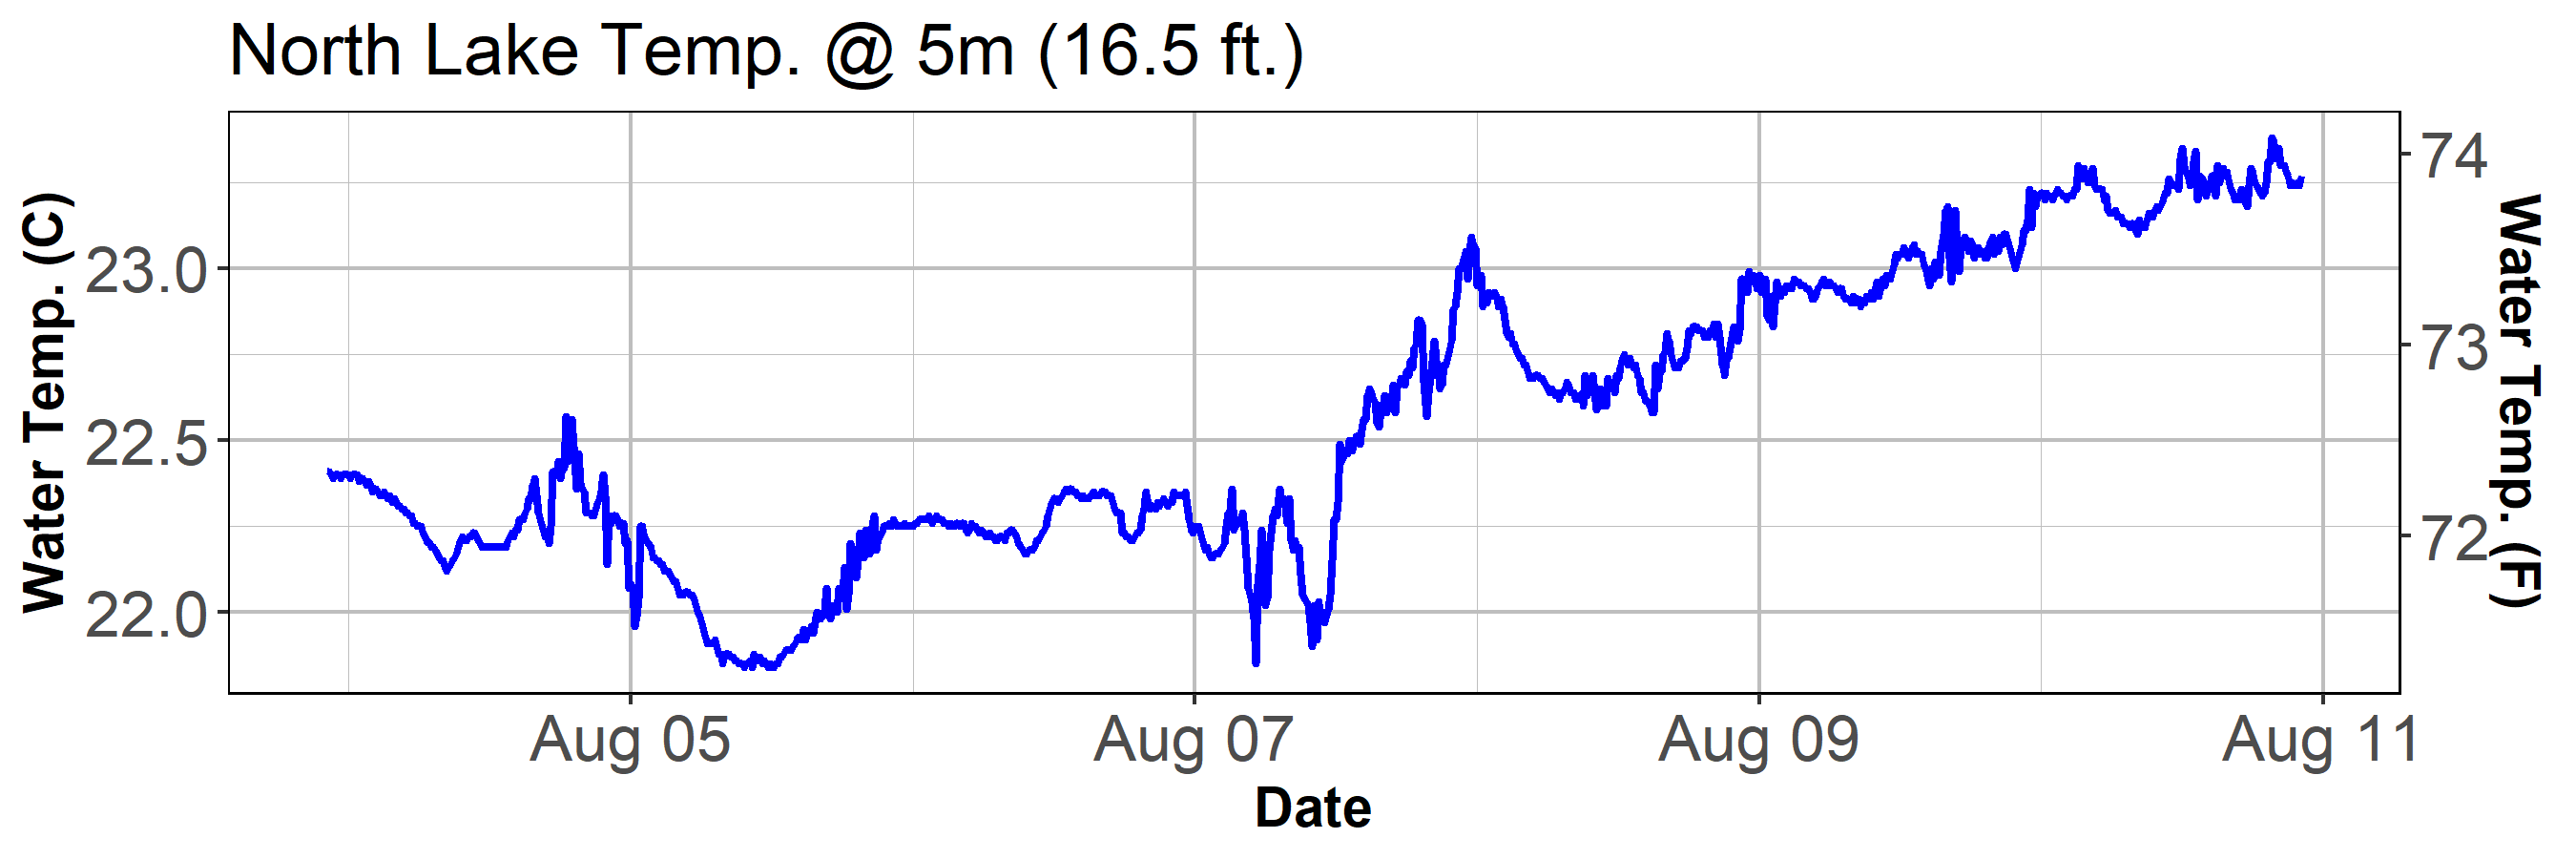 North Lake Temp. @ 5m (16.5 ft.)
Water Temp. (C)
23.0
22.5
22.0
74
73
72
Water Temp. (F)
Aug 05
Aug 07
Aug 09
Aug 11
Date